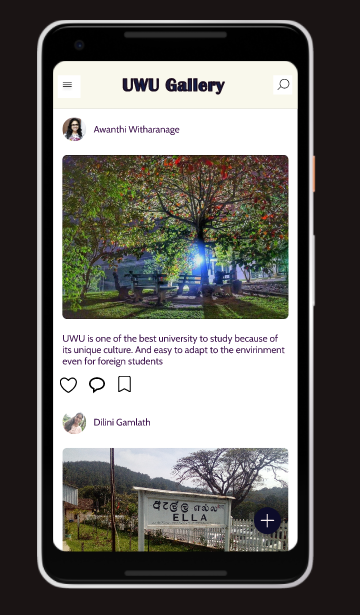 UWU Gallery
Awanthi Witharanage
UWU is one of the best university to study because of
its unique culture. And easy to adapt to the envirinment
even for foreign students
Dilini Gamlath
ඇල්ල எல்ல
ELLA